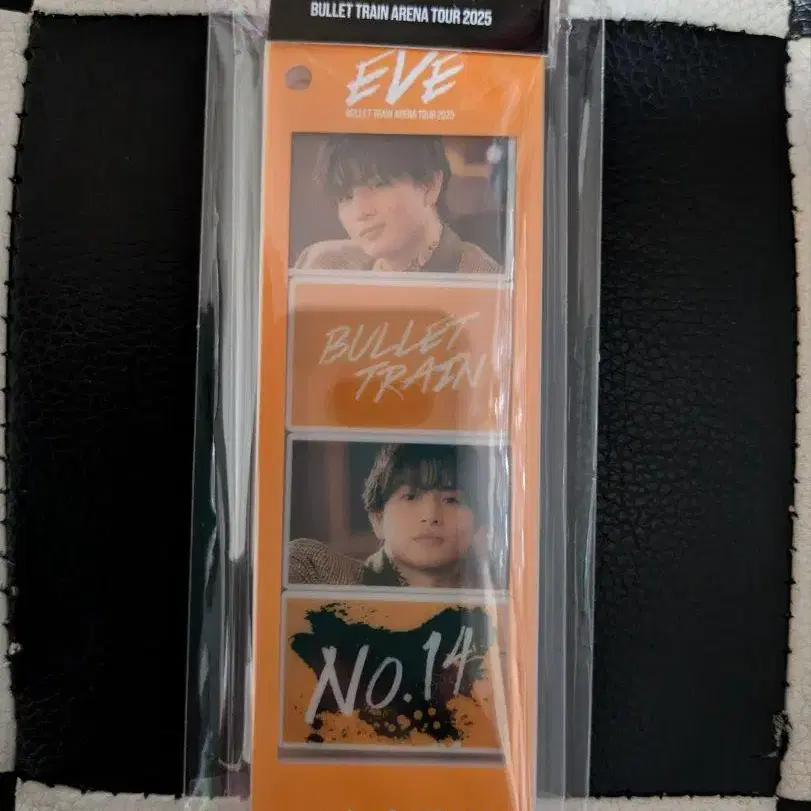 BULLET TRAIN ARENA TOUR 2025
EVE
BULLET TRAIN ARENA TOUR 2025
BULLET
TRAIN
No.14